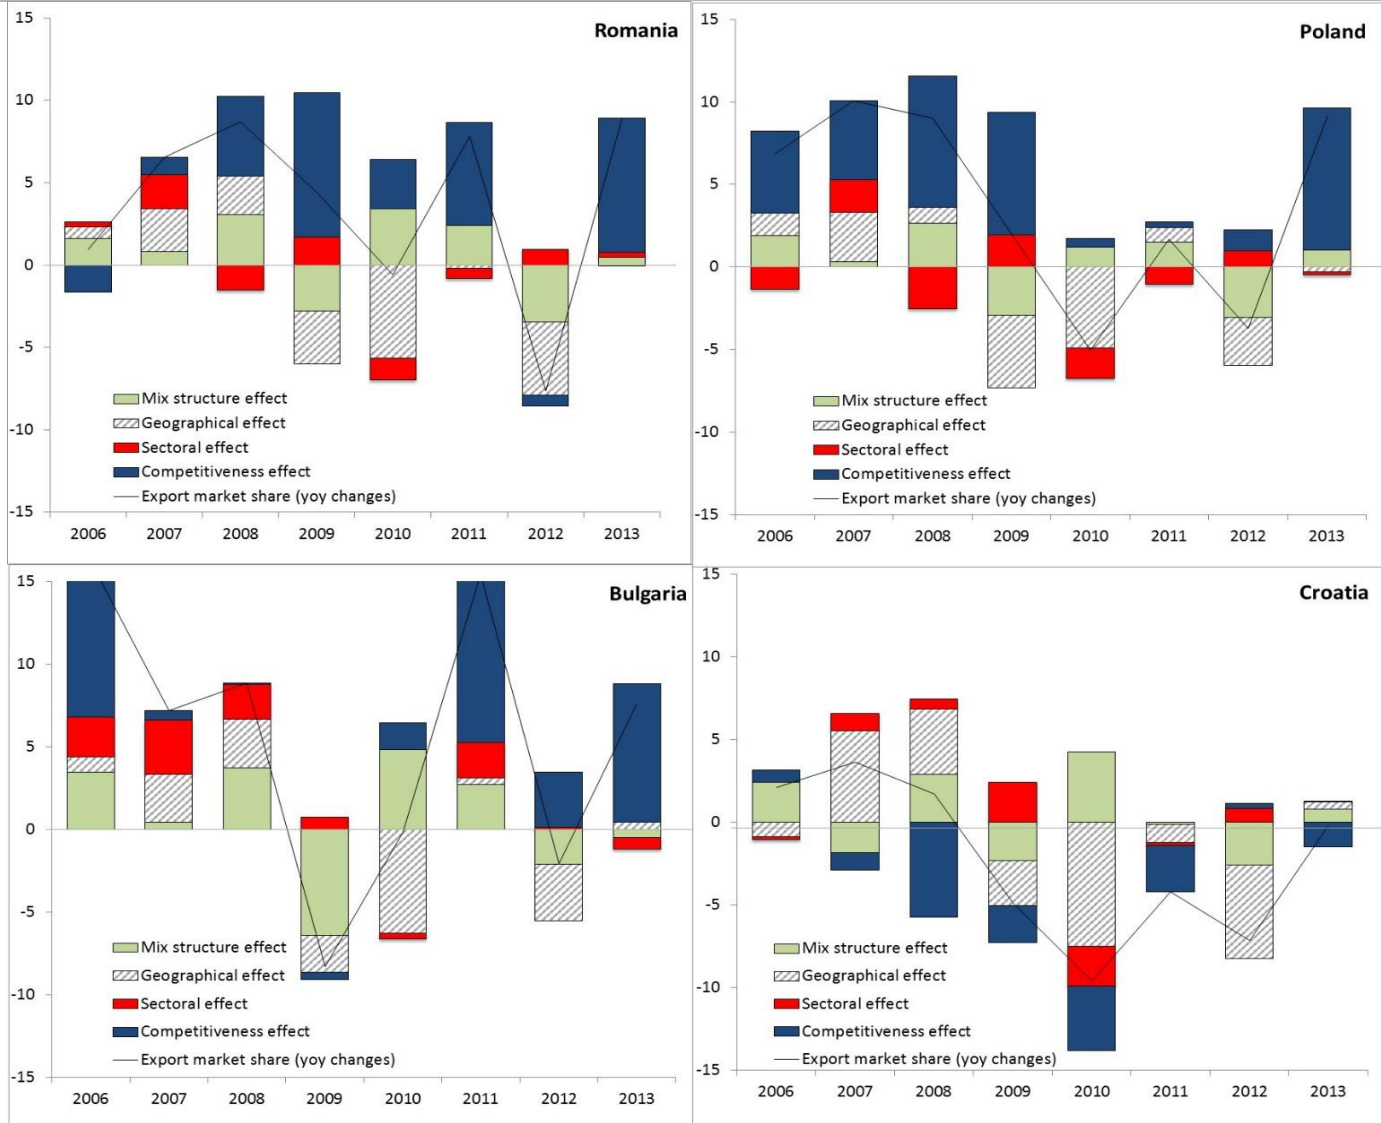 Romania
15
10
5
0
-5
-10
-15
Mix structure effect
Geographical effect
Sectoral effect
Competitiveness effect
Export market share (yoy changes)
2006 2007 2008 2009 2010 2011 2012 2013
Poland
15
10
5
0
-5
-10
-15
Mix structure effect
Geographical effect
Sectoral effect
Competitiveness effect
Export market share (yoy changes)
2006 2007 2008 2009 2010 2011 2012 2013
Bulgaria
15
10
5
0
-5
-10
-15
Mix structure effect
Geographical effect
Sectoral effect
Competitiveness effect
Export market share (yoy changes)
2006 2007 2008 2009 2010 2011 2012 2013
Croatia
15
10
5
0
-5
-10
-15
Mix structure effect
Geographical effect
Sectoral effect
Competitiveness effect
Export market share (yoy changes)
2006 2007 2008 2009 2010 2011 2012 2013